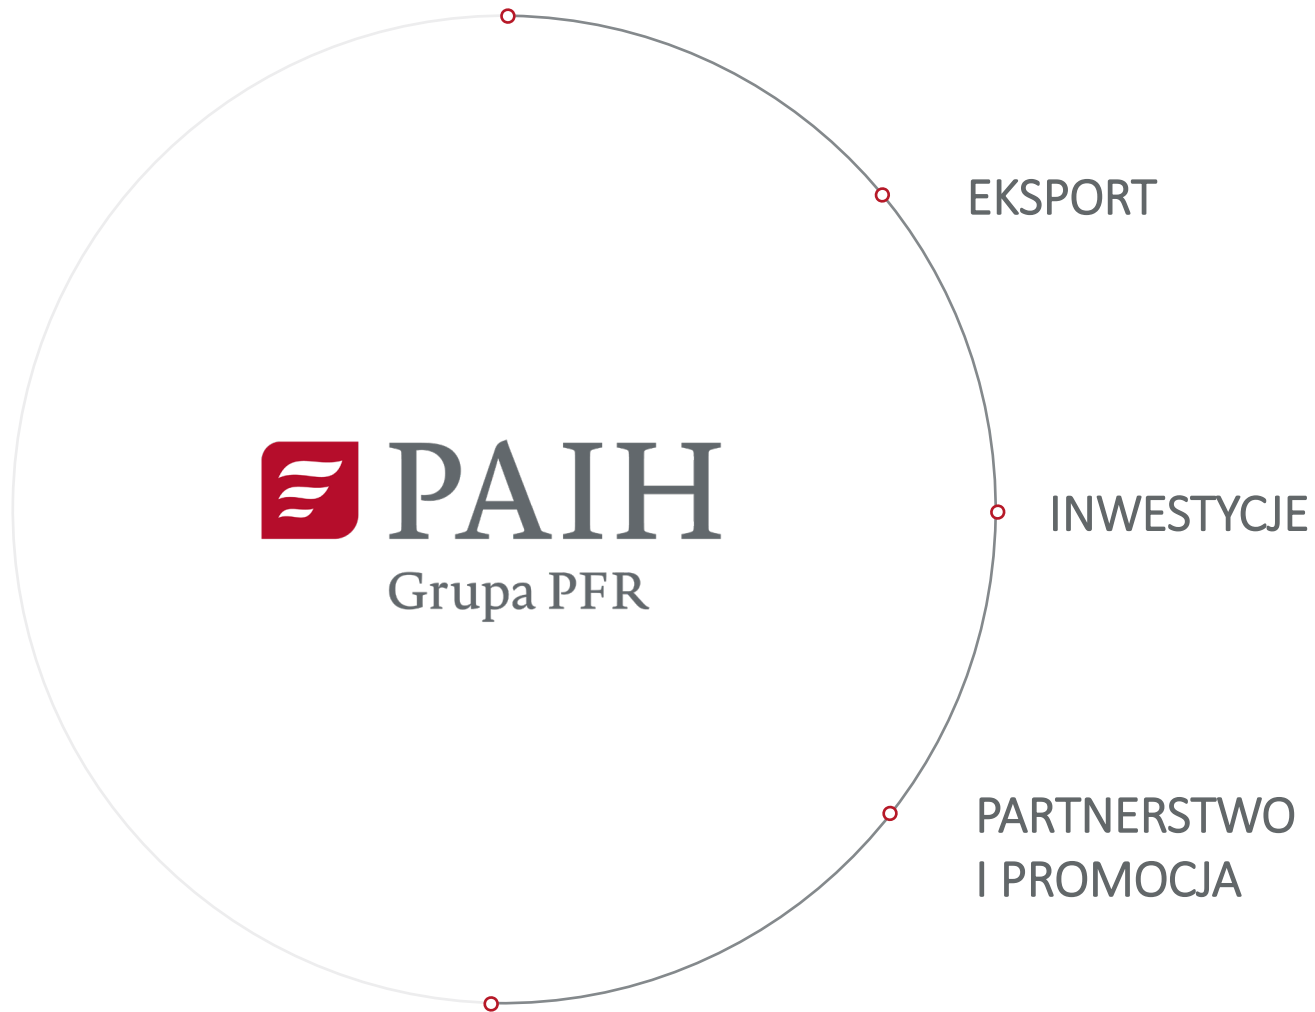 EKSPORT
PAIH
Grupa PFR
INWESTYCJE
PARTNERSTWO
I PROMOCJA